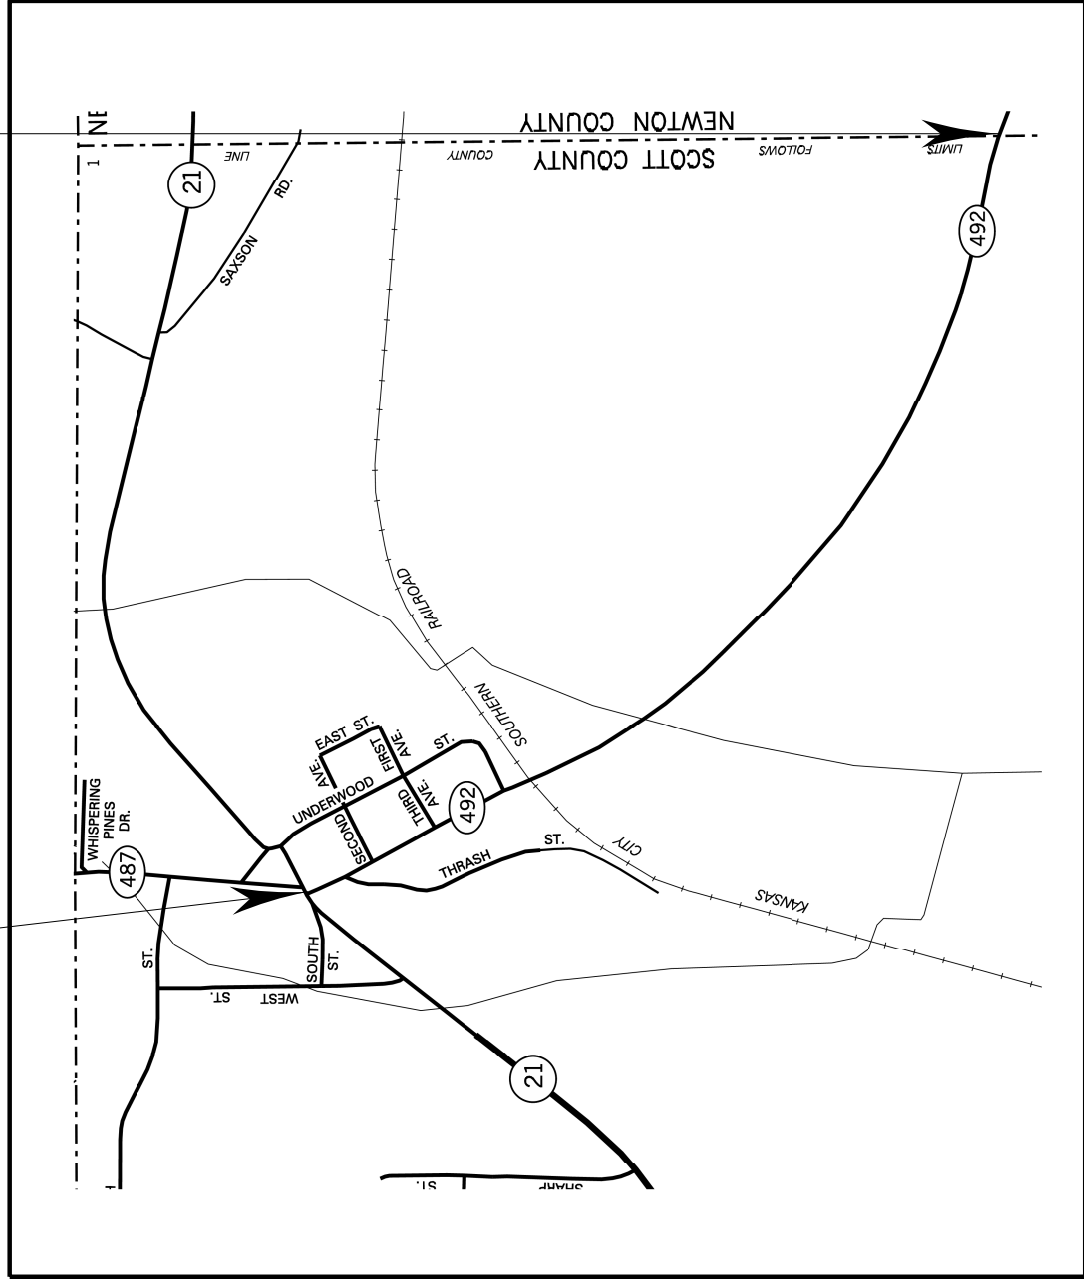 NEWTON COUNTY
SCOTT COUNTY
LIMITS
FOLLOWS
COUNTY
LINE
1
21
SAXSON
RD.
492
RAILROAD
SOUTHERN
EAST ST.
FIRST
AVE.
AVE.
ST.
UNDERWOOD
THIRD
AVE.
SECOND
492
WHISPERING
PINES
DR.
487
THRASH
ST.
CITY
KANSAS
ST.
SOUTH
ST.
WEST ST.
21
SHARP ST.